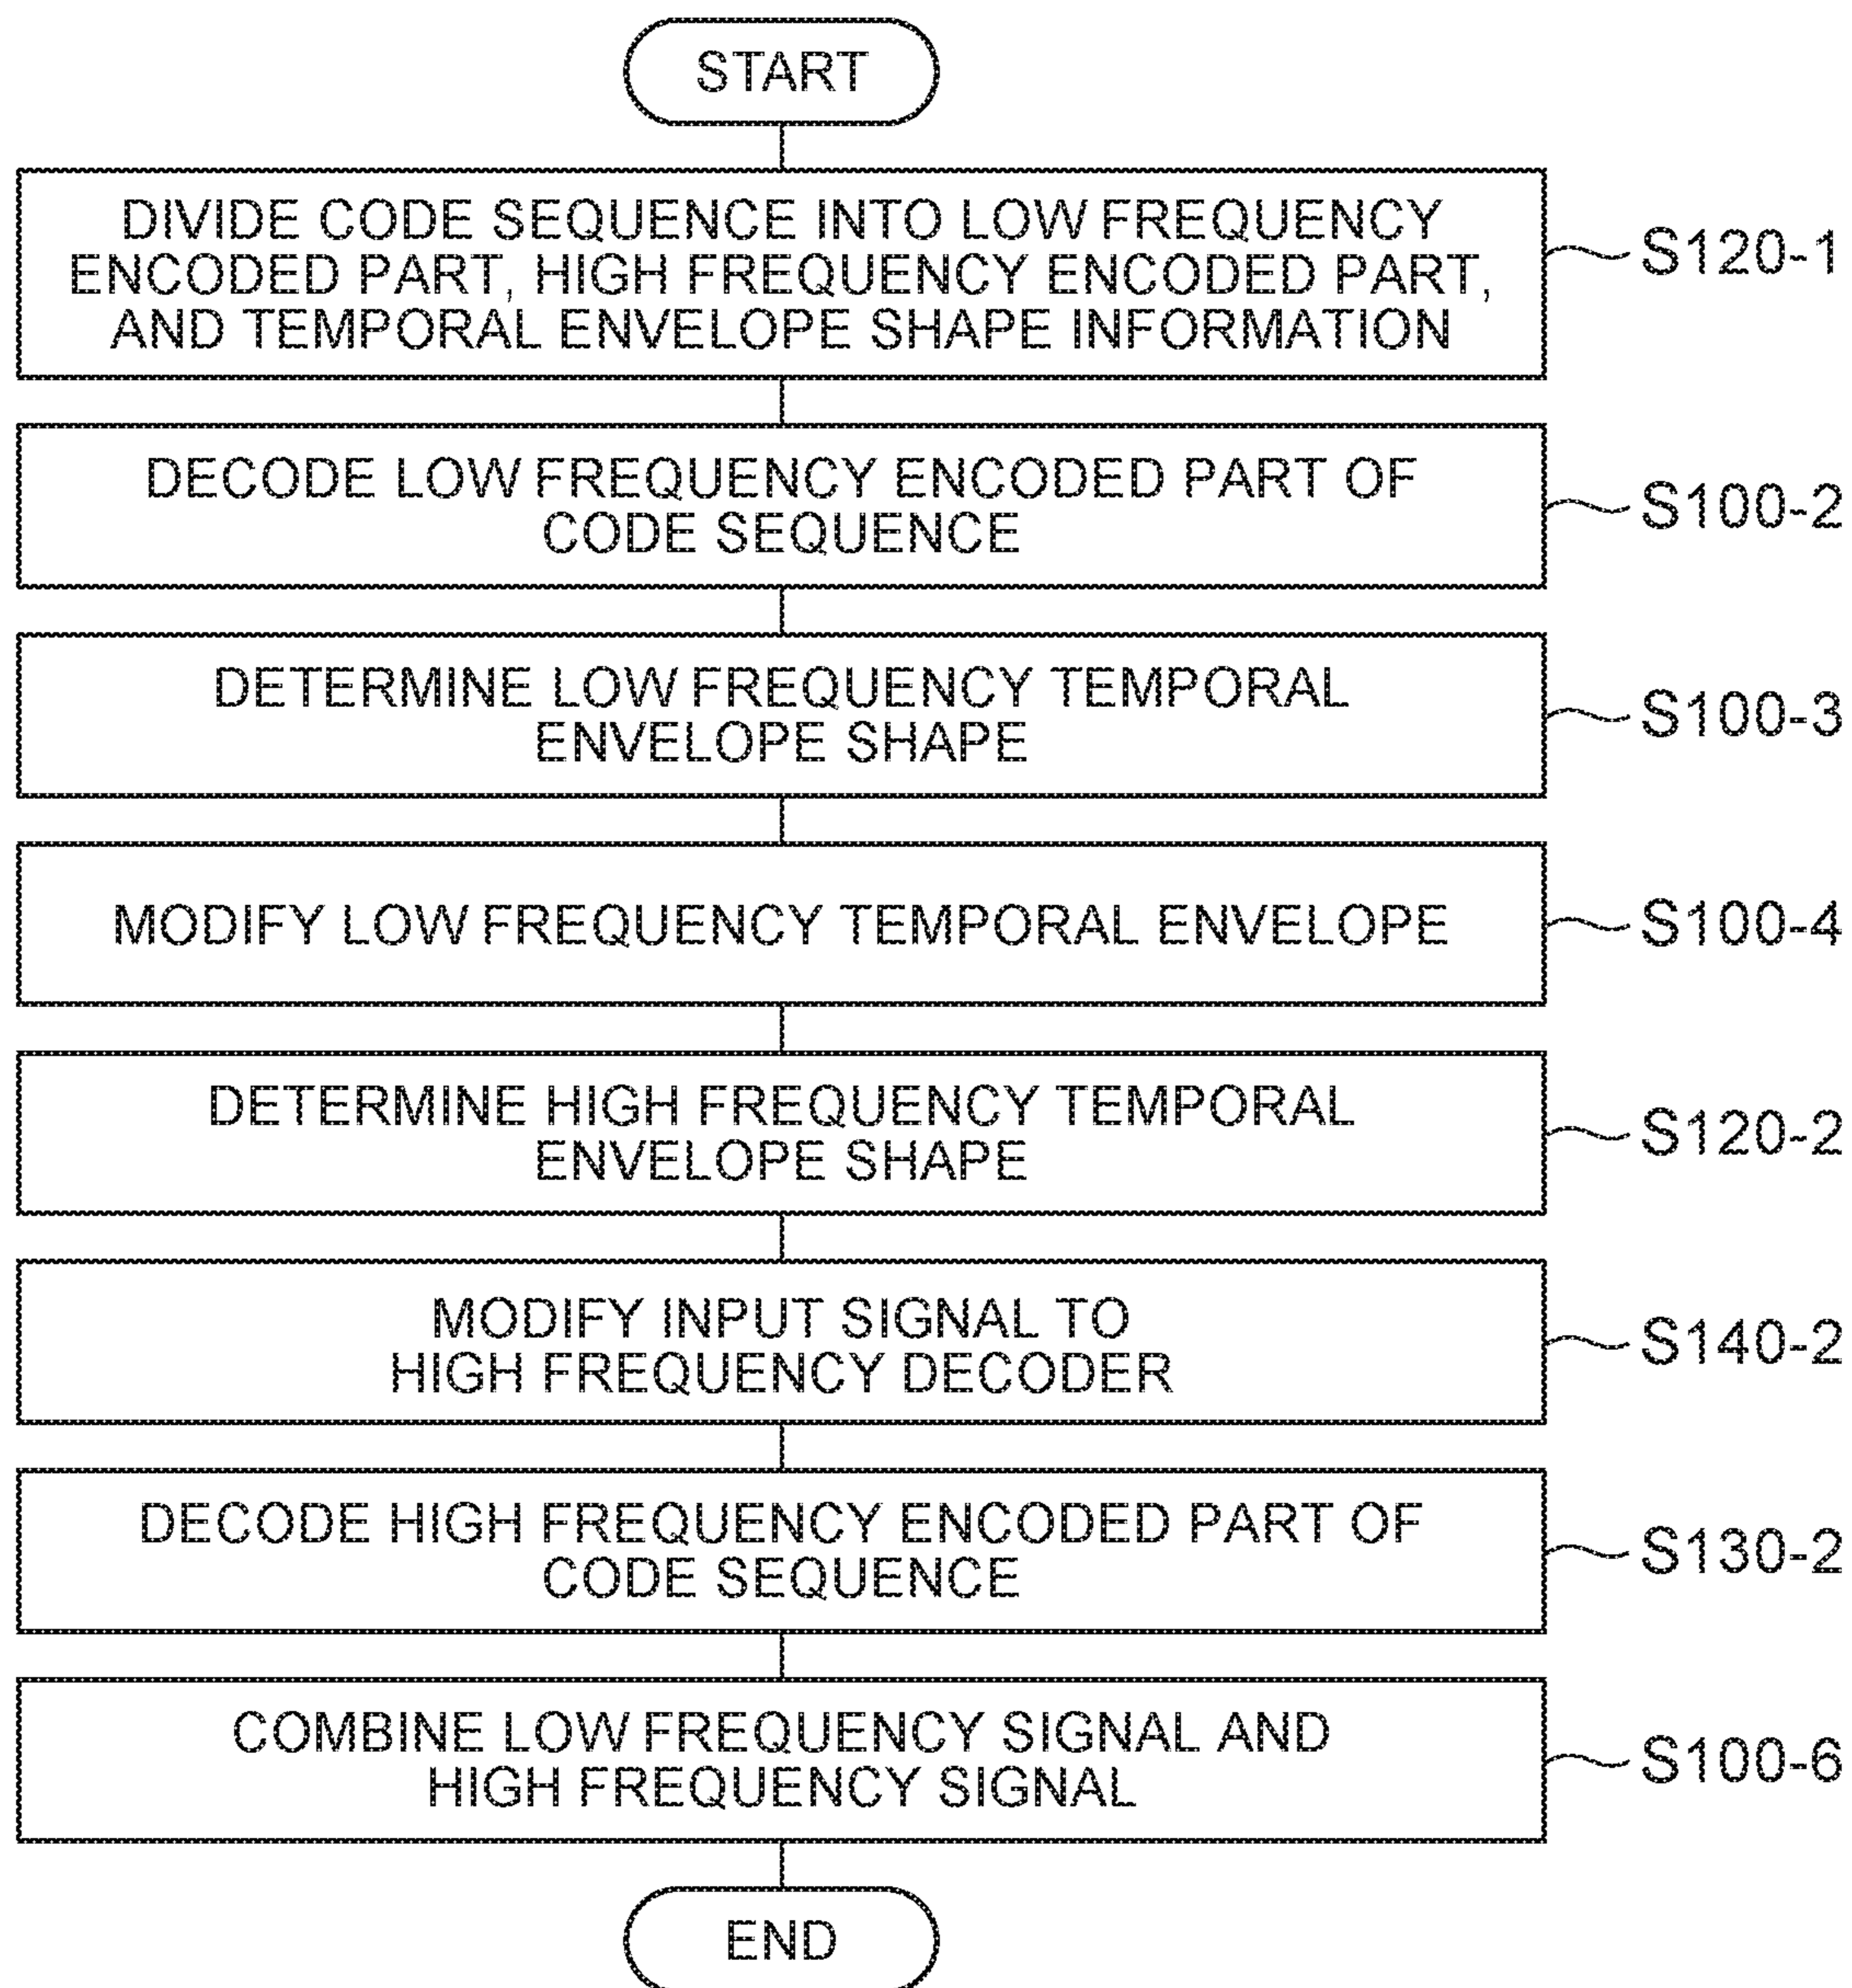 START
DIVIDE CODE SEQUENCE INTO LOW FREQUENCY
ENCODED PART, HIGH FREQUENCY ENCODED PART,
AND TEMPORAL ENVELOPE SHAPE INFORMATION
S120-1
DECODE LOW FREQUENCY ENCODED PART OF
CODE SEQUENCE
S100-2
DETERMINE LOW FREQUENCY TEMPORAL
ENVELOPE SHAPE
S100-3
MODIFY LOW FREQUENCY TEMPORAL ENVELOPE
S100-4
DETERMINE HIGH FREQUENCY TEMPORAL
ENVELOPE SHAPE
S120-2
MODIFY INPUT SIGNAL TO
HIGH FREQUENCY DECODER
S140-2
DECODE HIGH FREQUENCY ENCODED PART OF
CODE SEQUENCE
S130-2
COMBINE LOW FREQUENCY SIGNAL AND
HIGH FREQUENCY SIGNAL
S100-6
END